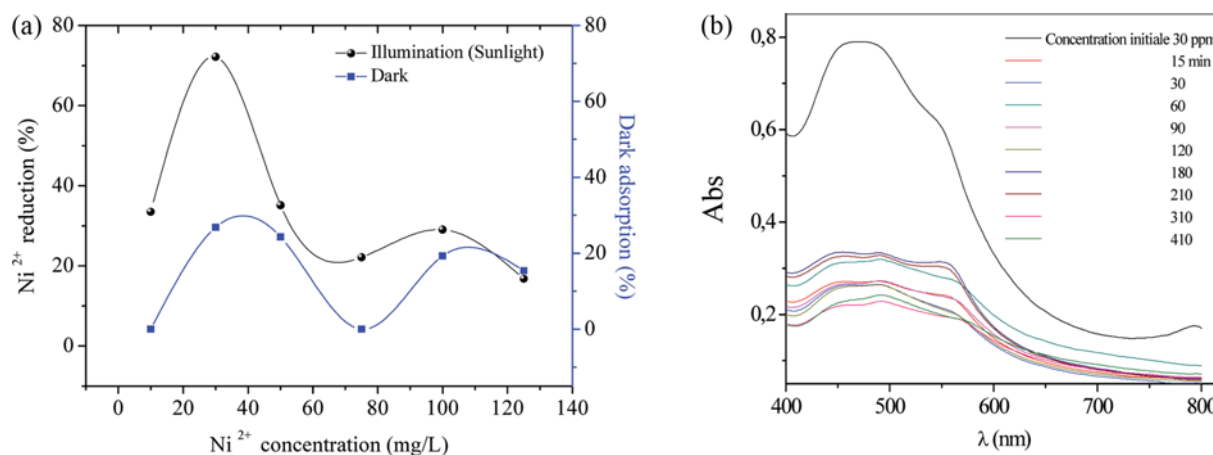 (a)
80
60
40
20
0
Ni 2+ reduction (%)
Illumination (Sunlight)
Dark
80
60
40
20
0
Dark adsorption (%)
0 20 40 60 80 100 120 140
Ni 2+ concentration (mg/L)
(b)
0,8
0,6
0,4
0,2
Abs
Concentration initiale 30 ppm
15 min
30
60
90
120
180
210
310
410
400 500 600 700 800
λ (nm)